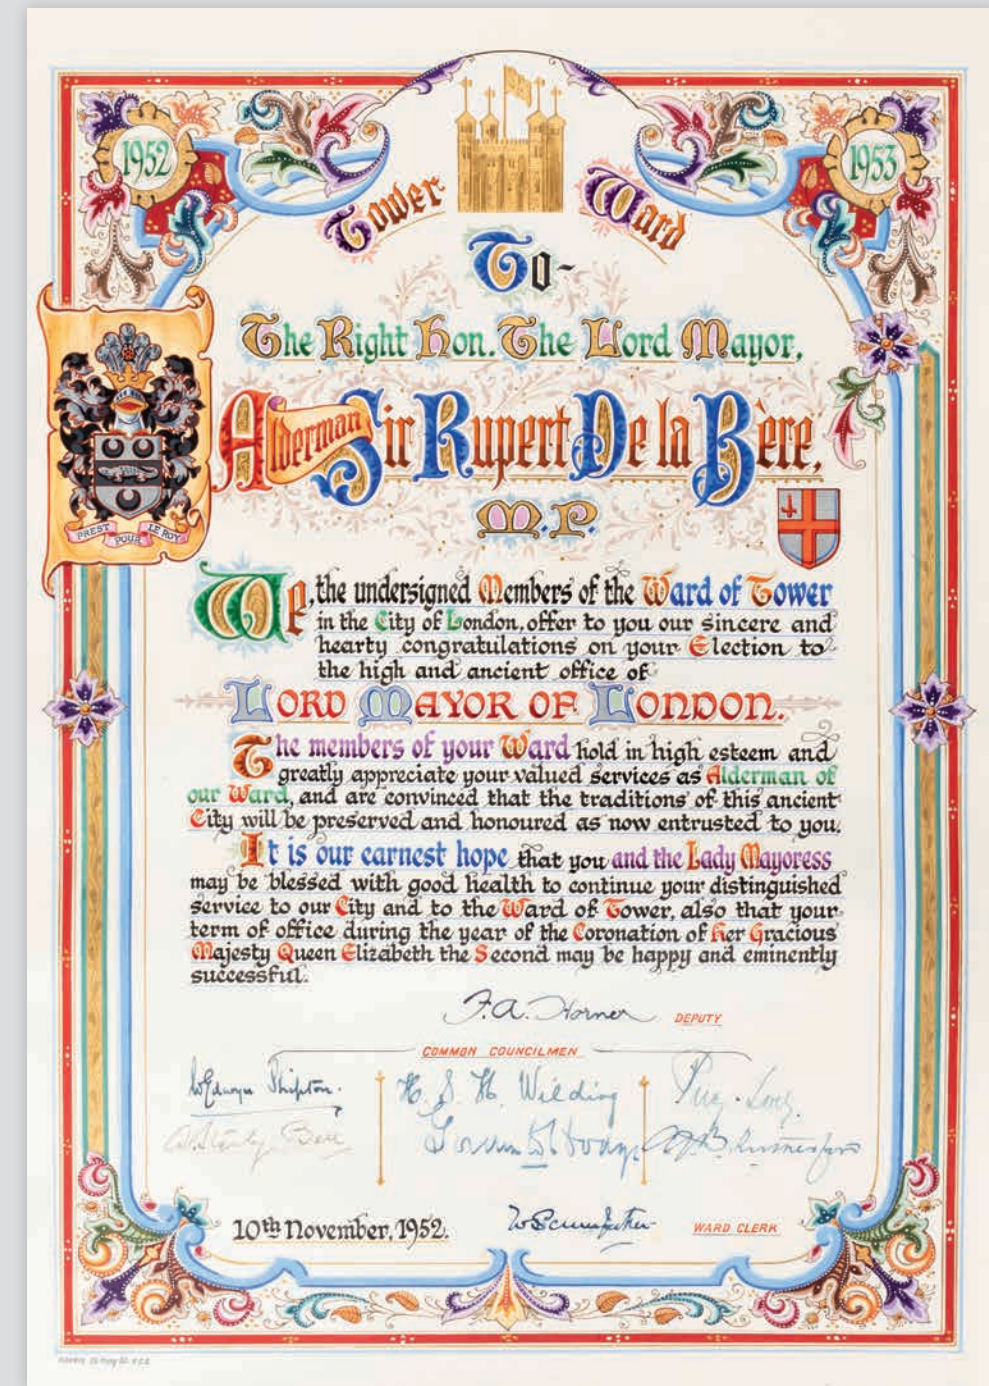 1952
1953
Tower Ward
To-
The Right Hon. The Lord Mayor,
Alderman Sir Rupert De la Bère,
M.P.
PREST POUR LE ROY
We, the undersigned Members of the Ward of Tower
in the City of London, offer to you our sincere and
hearty congratulations on your Election to
the high and ancient office of
LORD MAYOR OF LONDON.
The members of your Ward hold in high esteem and
greatly appreciate your valued services as Alderman of
our Ward, and are convinced that the traditions of this ancient
City will be preserved and honoured as now entrusted to you.
It is our earnest hope that you and the Lady Mayoress
may be blessed with good health to continue your distinguished
service to our City and to the Ward of Tower, also that your
term of office during the year of the Coronation of Her Gracious
Majesty Queen Elizabeth the Second may be happy and eminently
successful.
F. A. Horner DEPUTY
COMMON COUNCILMEN
H. S. H. Wilding
10th November, 1952.
WARD CLERK